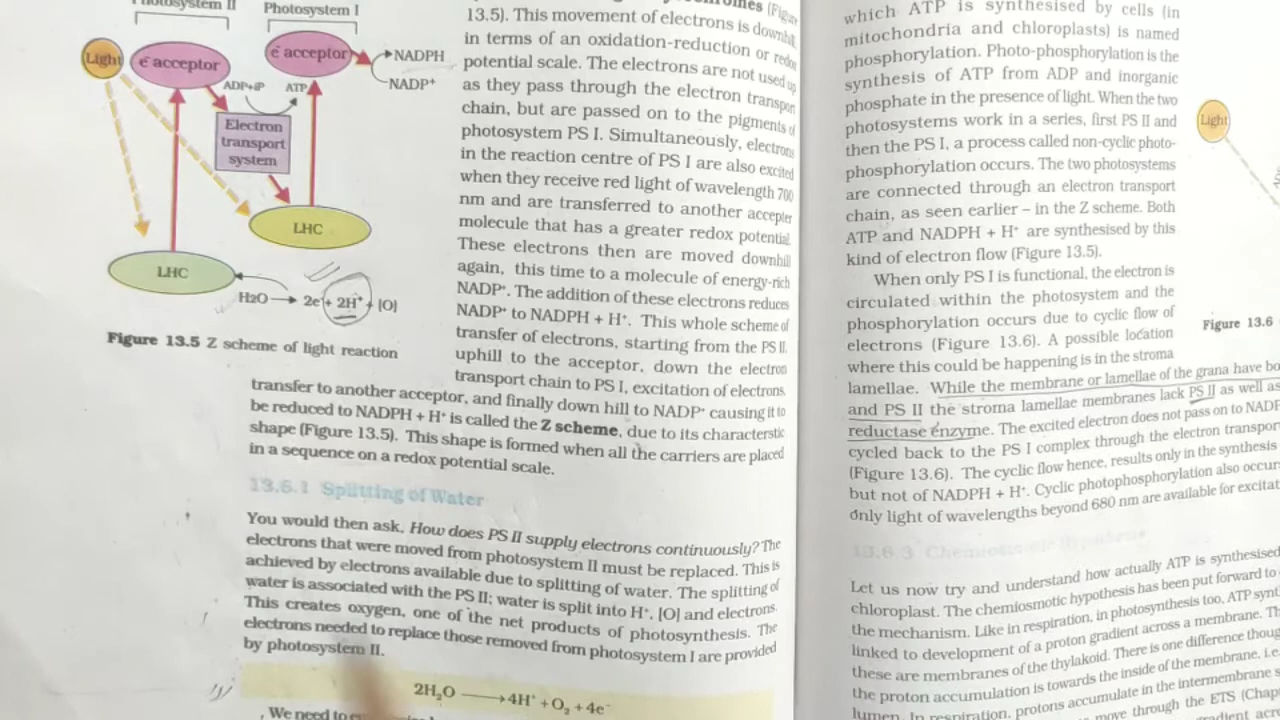 Photosystem II
Photosystem I
Light
e⁻ acceptor
e⁻ acceptor
NADPH
NADP⁺
ADP+iP
ATP
Electron
transport
system
LHC
LHC
H2O → 2e⁻+ 2H⁺ + [O]
Figure 13.5 Z scheme of light reaction
13.5). This movement of electrons is downhill
in terms of an oxidation-reduction or redox
potential scale. The electrons are not used up
as they pass through the electron transport
chain, but are passed on to the pigments of
photosystem PS I. Simultaneously, electrons
in the reaction centre of PS I are also excited
when they receive red light of wavelength 700
nm and are transferred to another accepter
molecule that has a greater redox potential.
These electrons then are moved downhill
again, this time to a molecule of energy-rich
NADP⁺. The addition of these electrons reduces
NADP⁺ to NADPH + H⁺. This whole scheme of
transfer of electrons, starting from the PS II,
uphill to the acceptor, down the electron
transport chain to PS I, excitation of electrons,
transfer to another acceptor, and finally down hill to NADP⁺ causing it to
be reduced to NADPH + H⁺ is called the Z scheme, due to its characterstic
shape (Figure 13.5). This shape is formed when all the carriers are placed
in a sequence on a redox potential scale.
13.6.1 Splitting of Water
You would then ask, How does PS II supply electrons continuously? The
electrons that were moved from photosystem II must be replaced. This is
achieved by electrons available due to splitting of water. The splitting of
water is associated with the PS II; water is split into H⁺, [O] and electrons.
This creates oxygen, one of the net products of photosynthesis. The
electrons needed to replace those removed from photosystem I are provided
by photosystem II.
2H₂O → 4H⁺ + O₂ + 4e⁻
We need to
which ATP is synthesised by cells (in
mitochondria and chloroplasts) is named
phosphorylation. Photo-phosphorylation is the
synthesis of ATP from ADP and inorganic
phosphate in the presence of light. When the two
photosystems work in a series, first PS II and
then the PS I, a process called non-cyclic photo-
phosphorylation occurs. The two photosystems
are connected through an electron transport
chain, as seen earlier – in the Z scheme. Both
ATP and NADPH + H⁺ are synthesised by this
kind of electron flow (Figure 13.5).
When only PS I is functional, the electron is
circulated within the photosystem and the
phosphorylation occurs due to cyclic flow of
electrons (Figure 13.6). A possible location
where this could be happening is in the stroma
lamellae. While the membrane or lamellae of the grana have bo
and PS II the stroma lamellae membranes lack PS II as well as
reductase enzyme. The excited electron does not pass on to NADP
cycled back to the PS I complex through the electron transport
(Figure 13.6). The cyclic flow hence, results only in the synthesis
but not of NADPH + H⁺. Cyclic photophosphorylation also occur
only light of wavelengths beyond 680 nm are available for excitat
Light
Figure 13.6
13.6.3 Chemiosmotic Hypothesis
Let us now try and understand how actually ATP is synthesised
chloroplast. The chemiosmotic hypothesis has been put forward to
the mechanism. Like in respiration, in photosynthesis too, ATP synt
linked to development of a proton gradient across a membrane. Th
these are membranes of the thylakoid. There is one difference thoug
the proton accumulation is towards the inside of the membrane, i.e.
lumen. In respiration, protons accumulate in the intermembrane s
move through the ETS (Chap
gradient acr